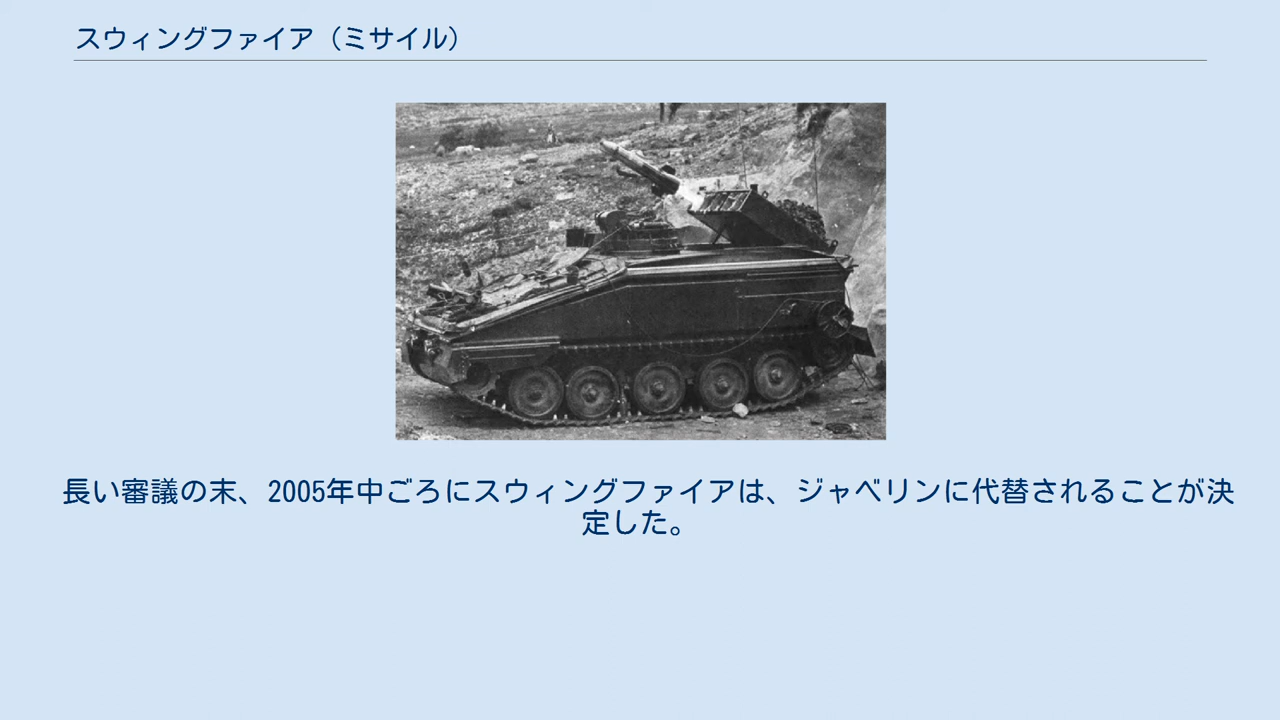 スウィングファイア（ミサイル）
長い審議の末、2005年中ごろにスウィングファイアは、ジャベリンに代替されることが決
定した。